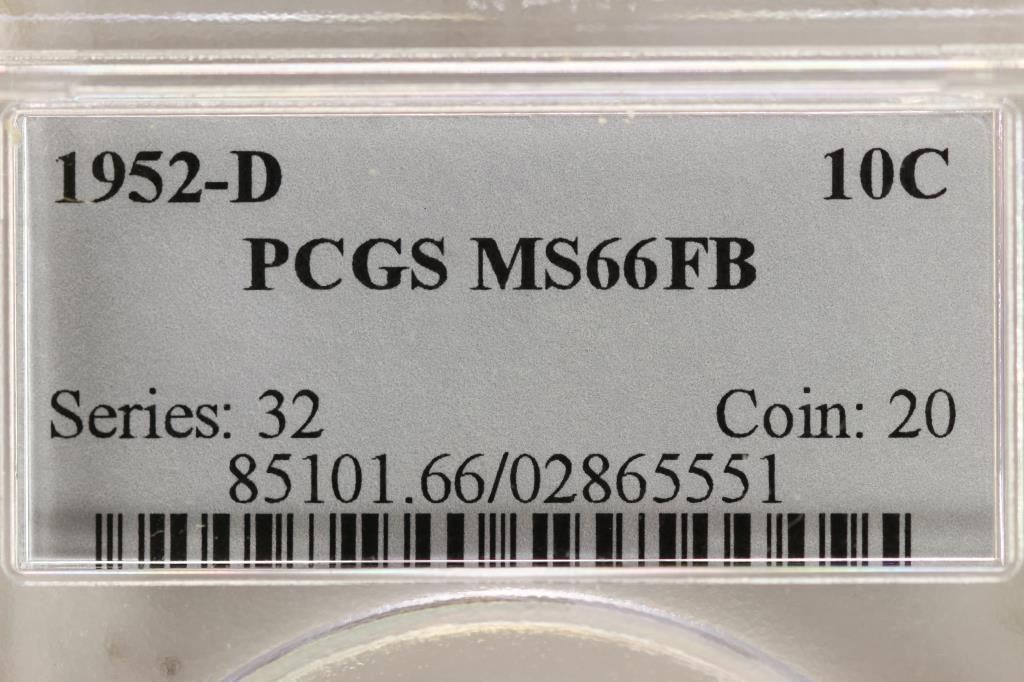 1952-D 10C
PCGS MS66FB
Series: 32 Coin: 20
85101.66/02865551